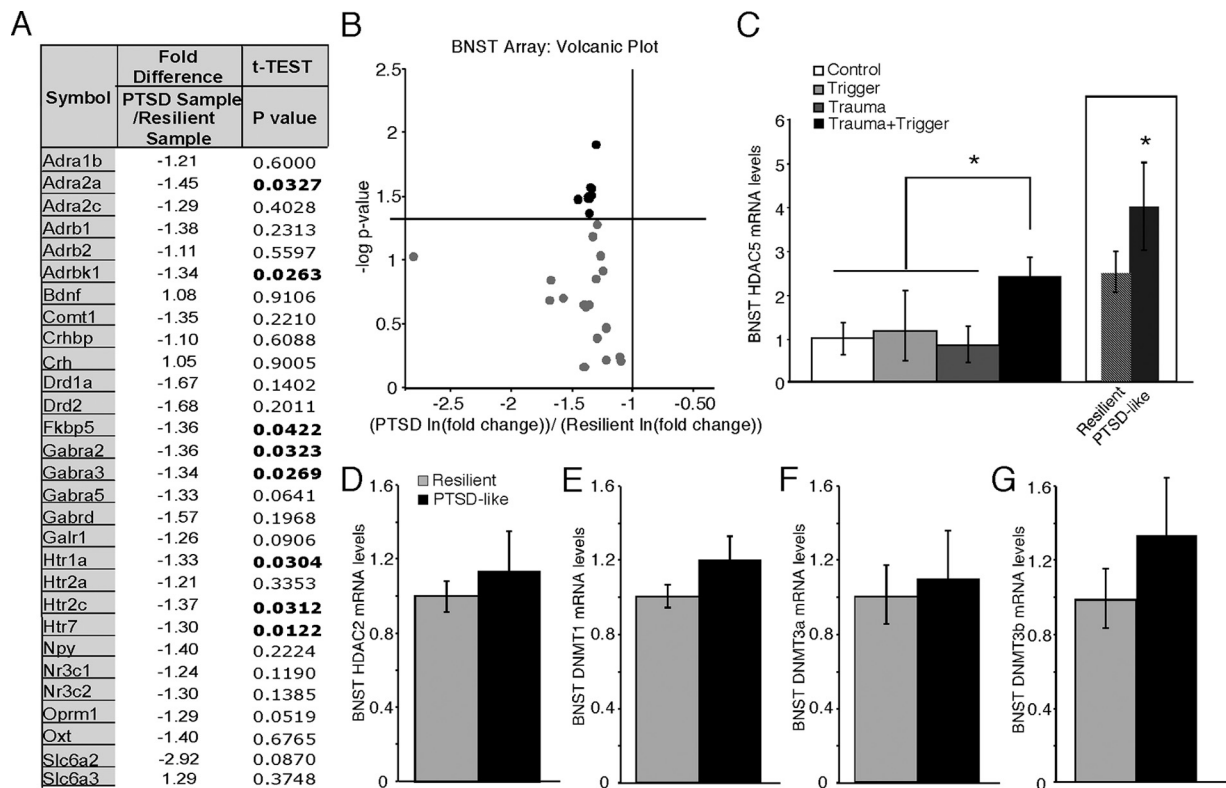 A
Symbol
Fold Difference
t-TEST
PTSD Sample /Resilient Sample
P value
Adra1b -1.21 0.6000
Adra2a -1.45 0.0327
Adra2c -1.29 0.4028
Adrb1 -1.38 0.2313
Adrb2 -1.11 0.5597
Adrbk1 -1.34 0.0263
Bdnf 1.08 0.9106
Comt1 -1.35 0.2210
Crhbp -1.10 0.6088
Crh 1.05 0.9005
Drd1a -1.67 0.1402
Drd2 -1.68 0.2011
Fkbp5 -1.36 0.0422
Gabra2 -1.36 0.0323
Gabra3 -1.34 0.0269
Gabra5 -1.33 0.0641
Gabrd -1.57 0.1968
Galr1 -1.26 0.0906
Htr1a -1.33 0.0304
Htr2a -1.21 0.3353
Htr2c -1.37 0.0312
Htr7 -1.30 0.0122
Npy -1.40 0.2224
Nr3c1 -1.24 0.1190
Nr3c2 -1.30 0.1385
Oprm1 -1.29 0.0519
Oxt -1.40 0.6765
Slc6a2 -2.92 0.0870
Slc6a3 1.29 0.3748
B
BNST Array: Volcanic Plot
-log p-value
2.5
2
1.5
1
0.5
0
-2.5 -2 -1.5 -1 -0.50
(PTSD ln(fold change))/ (Resilient ln(fold change))
C
Control
Trigger
Trauma
Trauma+Trigger
BNST HDAC5 mRNA levels
6
5
4
3
2
1
0
*
*
Resilient
PTSD-like
D
Resilient
PTSD-like
BNST HDAC2 mRNA levels
1.6
1.2
0.8
0.4
0
E
BNST DNMT1 mRNA levels
1.6
1.2
0.8
0.4
0
F
BNST DNMT3a mRNA levels
1.6
1.2
0.8
0.4
0
G
BNST DNMT3b mRNA levels
1.6
1.2
0.8
0.4
0